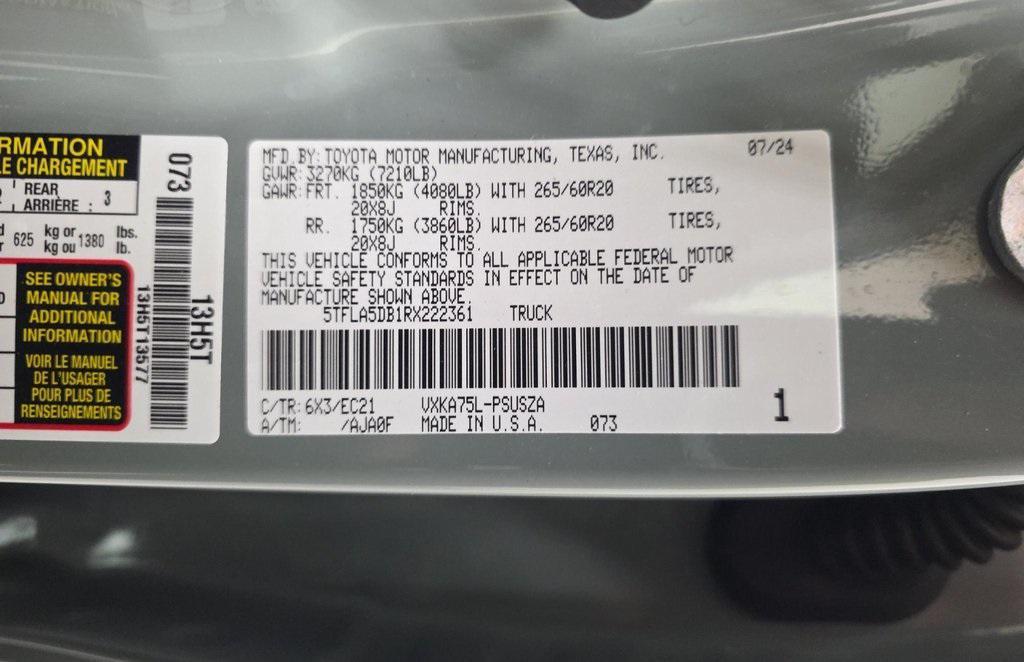 RMATION
E CHARGEMENT
REAR
ARRIÈRE : 3
625 kg or kg ou 1380 lbs. lb.
SEE OWNER'S
MANUAL FOR
ADDITIONAL
INFORMATION
VOIR LE MANUEL
DE L'USAGER
POUR PLUS DE
RENSEIGNEMENTS
073
13H5T13577
13H5T
MFD.BY:TOYOTA MOTOR MANUFACTURING, TEXAS, INC. 07/24
GVWR:3270KG (7210LB)
GAWR:FRT. 1850KG (4080LB) WITH 265/60R20 TIRES,
20X8J RIMS.
RR. 1750KG (3860LB) WITH 265/60R20 TIRES,
20X8J RIMS.
THIS VEHICLE CONFORMS TO ALL APPLICABLE FEDERAL MOTOR
VEHICLE SAFETY STANDARDS IN EFFECT ON THE DATE OF
MANUFACTURE SHOWN ABOVE.
5TFLA5DB1RX222361 TRUCK
C/TR:6X3/EC21 VXKA75L-PSUSZA
A/TM: /AJA0F MADE IN U.S.A. 073
1